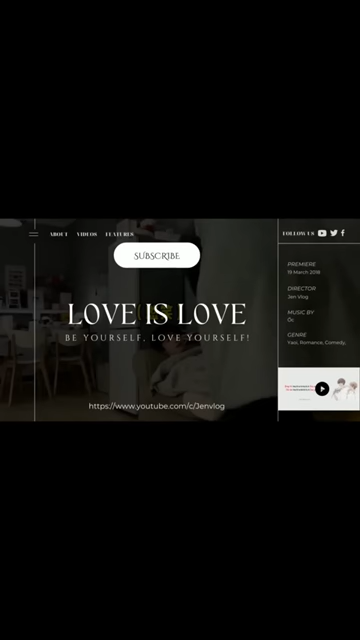 ABOUT VIDEOS FEATURES
SUBSCRIBE
LOVE IS LOVE
BE YOURSELF, LOVE YOURSELF!
https://www.youtube.com/c/Jenvlog
FOLLOW US
PREMIERE
19 March 2018
DIRECTOR
Jen Vlog
MUSIC BY
GENRE
Yaoi, Romance, Comedy,